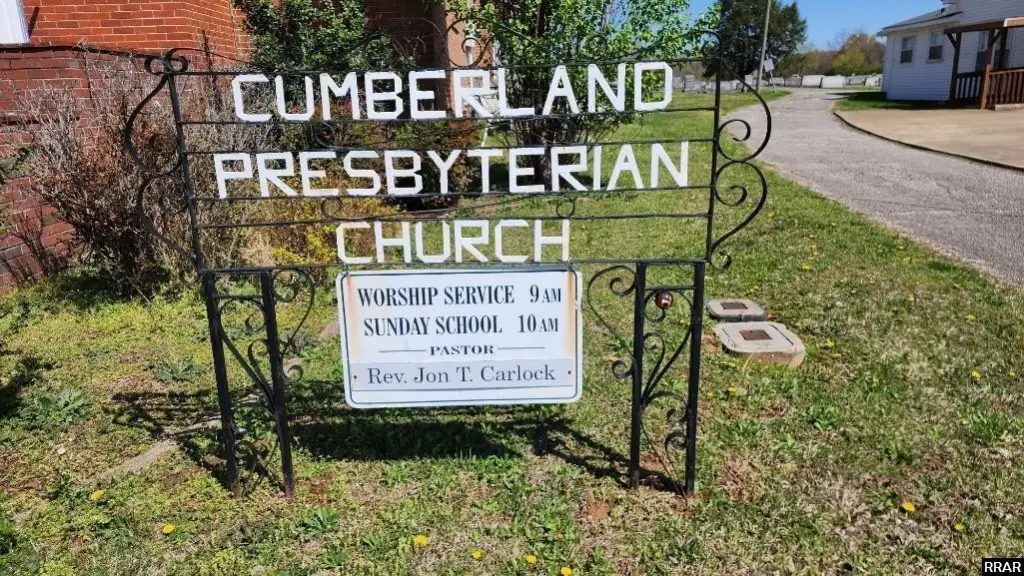 CUMBERLAND
PRESBYTERIAN
CHURCH
WORSHIP SERVICE 9 AM
SUNDAY SCHOOL 10 AM
PASTOR
Rev. Jon T. Carlock
RRAR